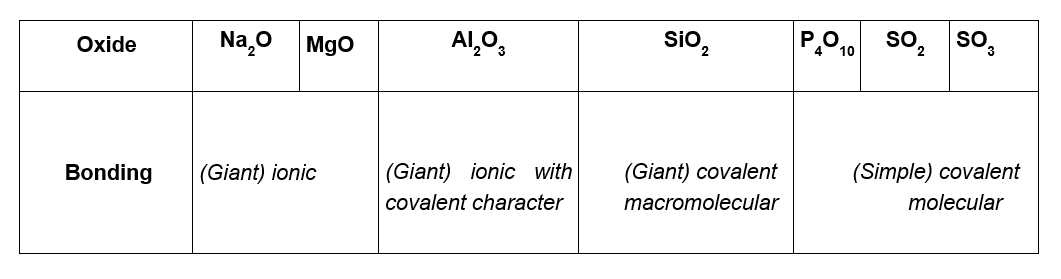 Oxide Na₂O MgO Al₂O₃ SiO₂ P₄O₁₀ SO₂ SO₃
Bonding (Giant) ionic (Giant) ionic with (Giant) covalent (Simple) covalent
covalent character macromolecular molecular